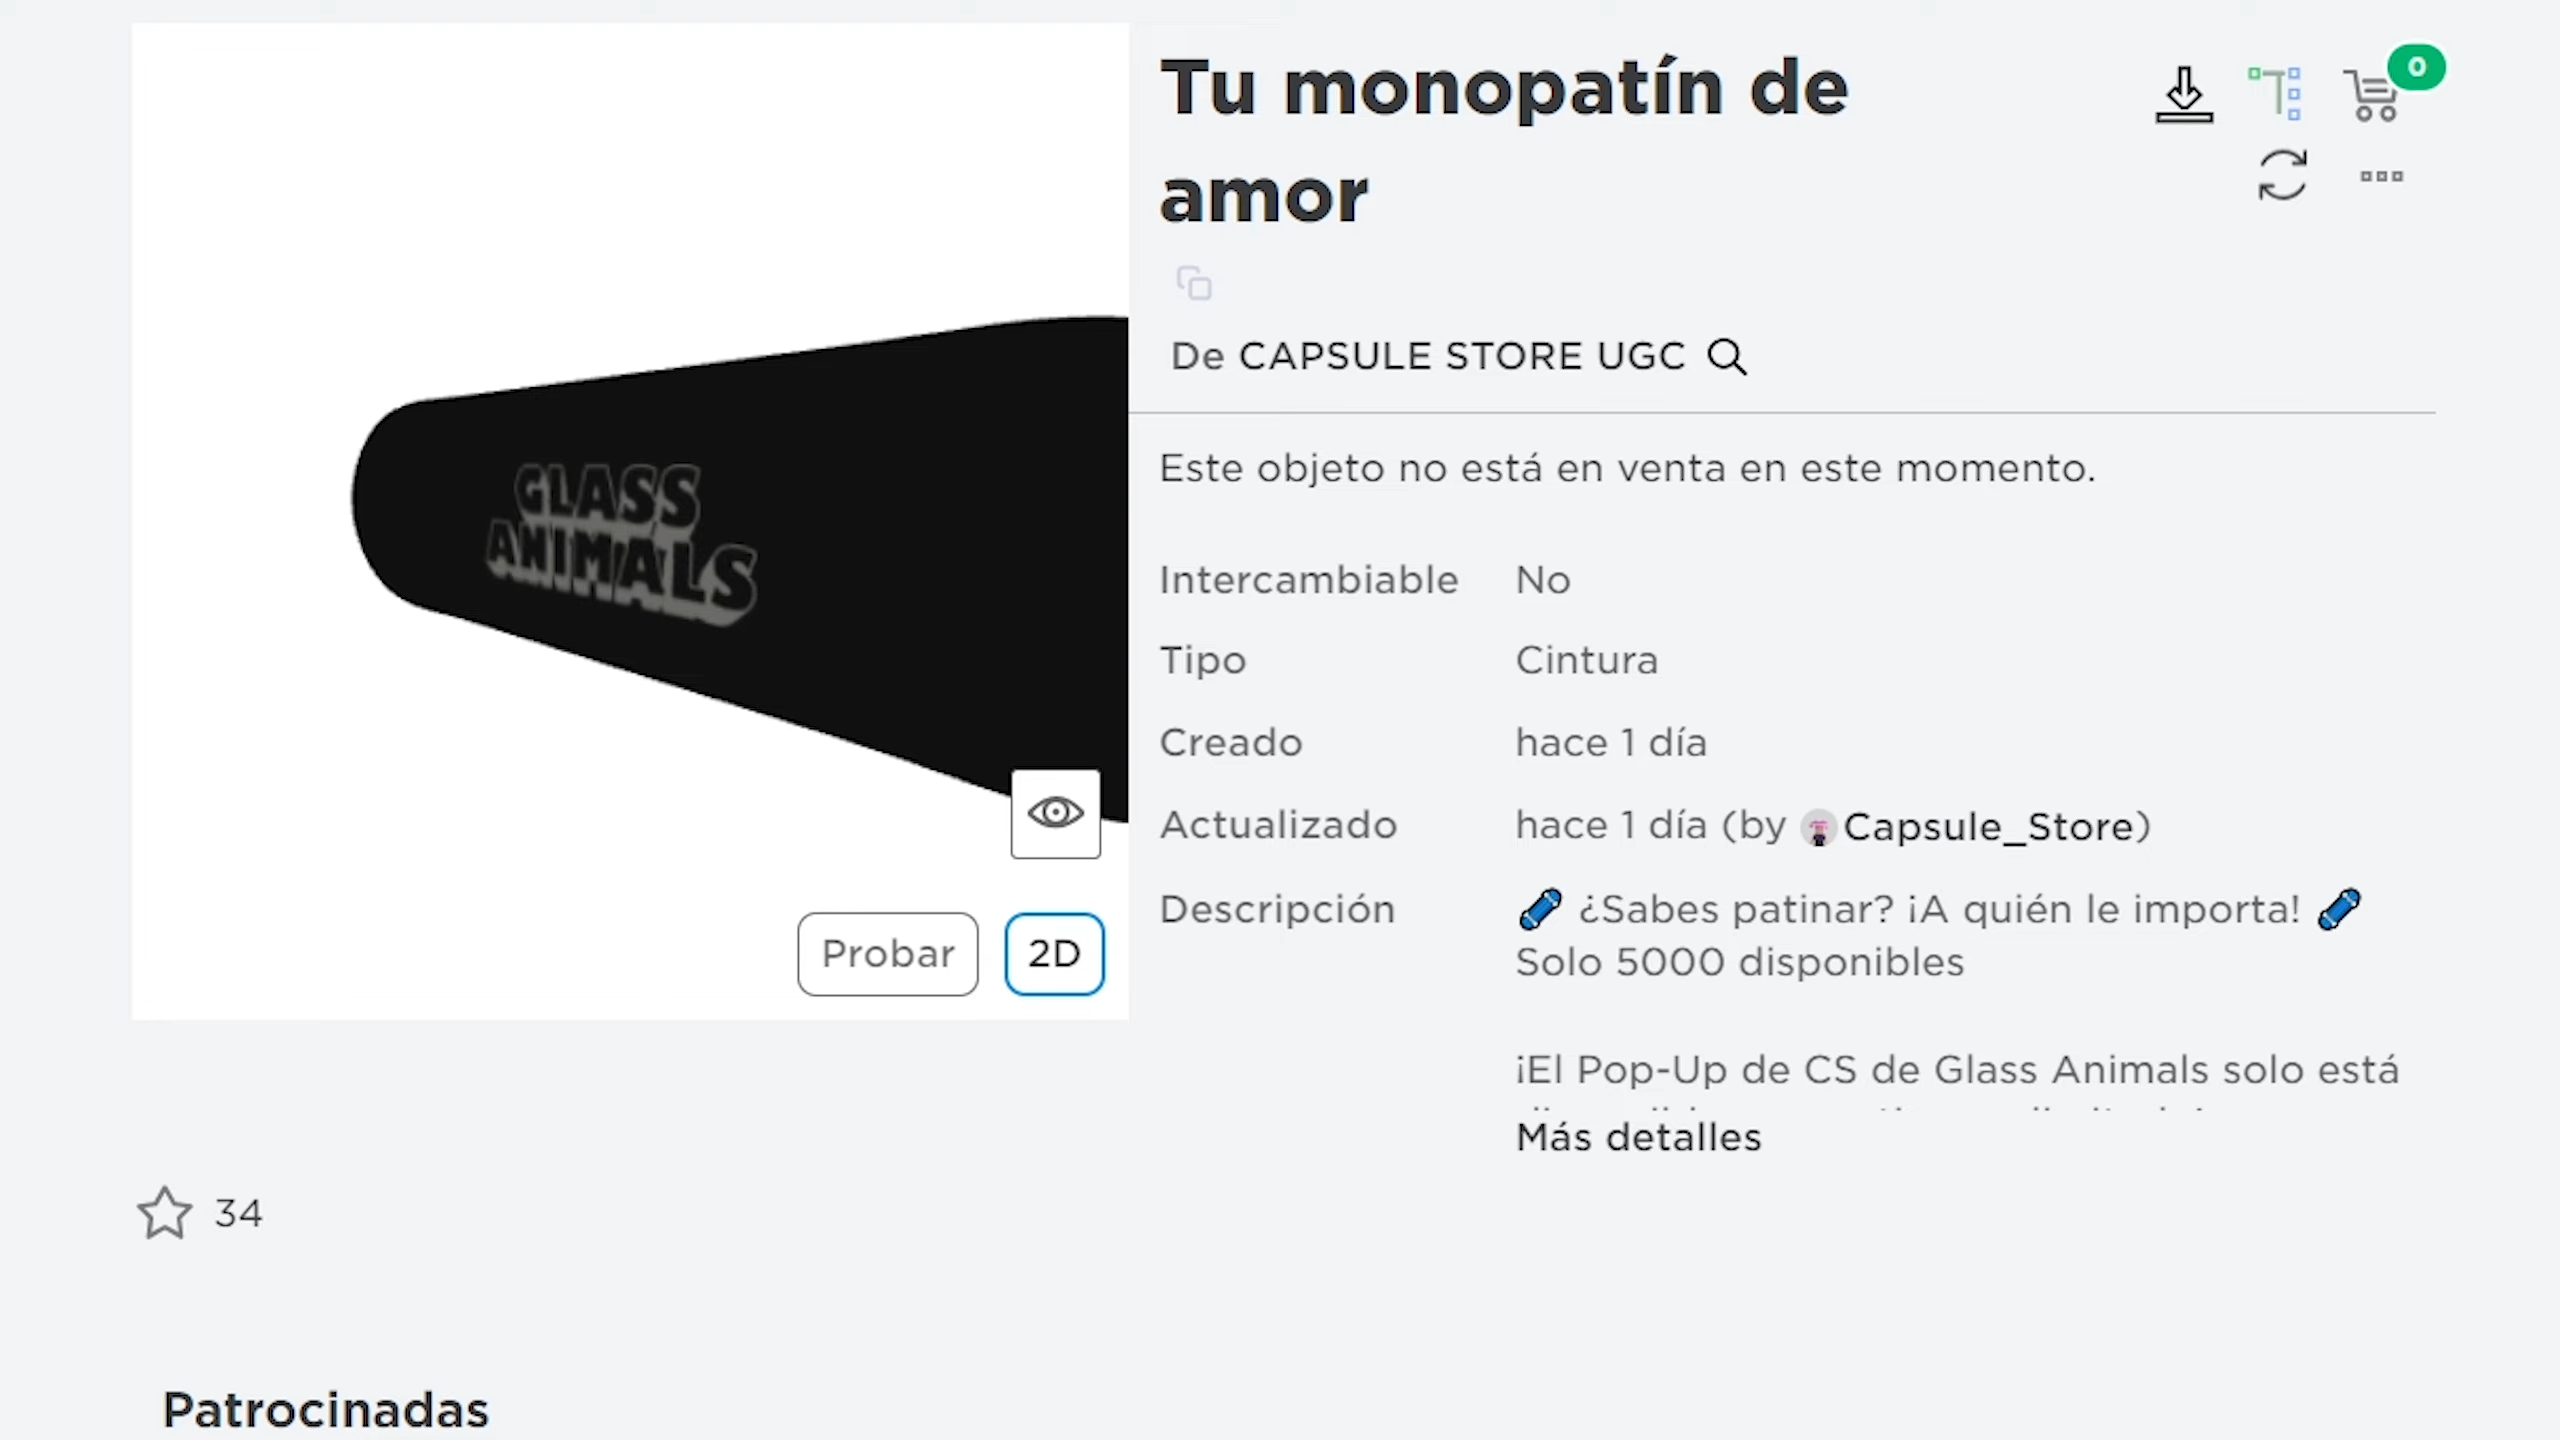 Tu monopatín de
amor
0
De CAPSULE STORE UGC
GLASS
ANIMALS
Este objeto no está en venta en este momento.
Intercambiable No
Tipo Cintura
Creado hace 1 día
Actualizado hace 1 día (by Capsule_Store)
Descripción ¿Sabes patinar? ¡A quién le importa!
Solo 5000 disponibles
¡El Pop-Up de CS de Glass Animals solo está
Más detalles
Probar
2D
34
Patrocinadas